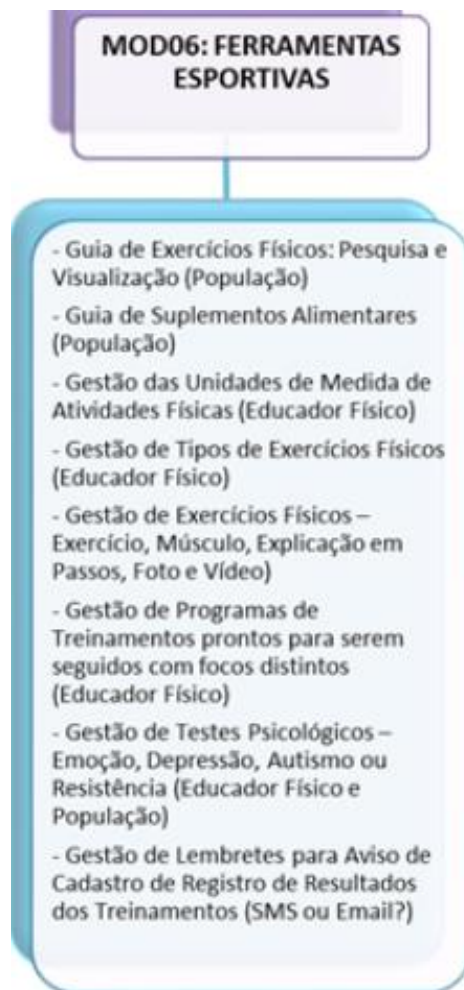 MOD06: FERRAMENTAS
ESPORTIVAS
- Guia de Exercícios Físicos: Pesquisa e
Visualização (População)
- Guia de Suplementos Alimentares
(População)
- Gestão das Unidades de Medida de
Atividades Físicas (Educador Físico)
- Gestão de Tipos de Exercícios Físicos
(Educador Físico)
- Gestão de Exercícios Físicos –
Exercício, Músculo, Explicação em
Passos, Foto e Vídeo)
- Gestão de Programas de
Treinamentos prontos para serem
seguidos com focos distintos
(Educador Físico)
- Gestão de Testes Psicológicos –
Emoção, Depressão, Autismo ou
Resistência (Educador Físico e
População)
- Gestão de Lembretes para Aviso de
Cadastro de Registro de Resultados
dos Treinamentos (SMS ou Email?)